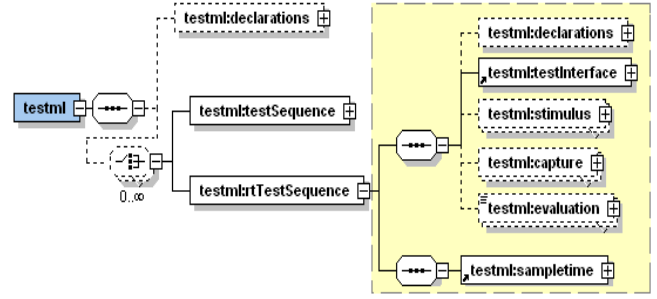 testml:declarations
testml:declarations
testml:testInterface
testml
testml:testSequence
testml:stimulus
testml:capture
testml:rtTestSequence
0..∞
testml:evaluation
testml:sampletime